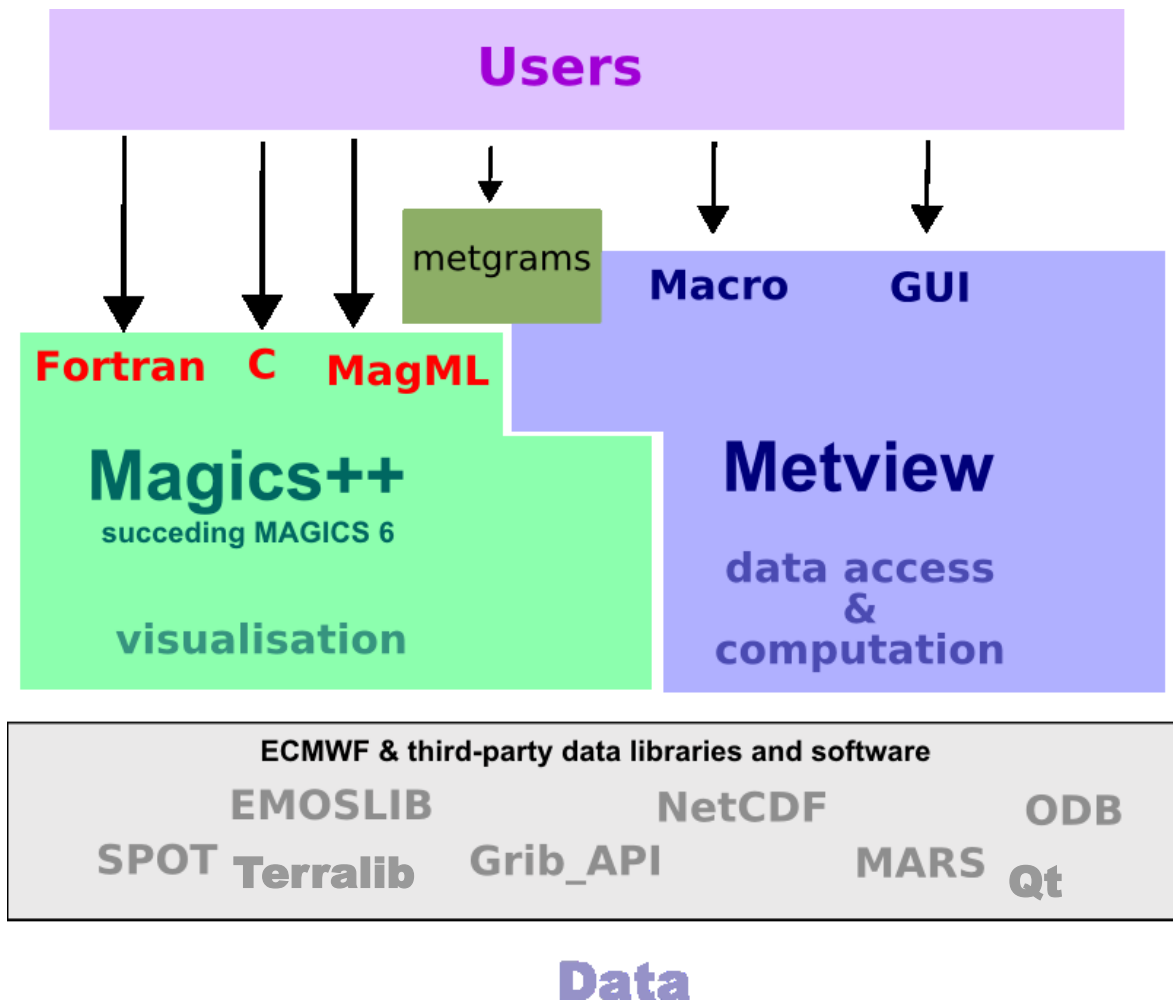 Users
metgrams
Macro GUI
Fortran C MagML
Magics++
succeding MAGICS 6
visualisation
Metview
data access
&
computation
ECMWF & third-party data libraries and software
EMOSLIB NetCDF ODB
SPOT Terralib Grib_API MARS Qt
Data